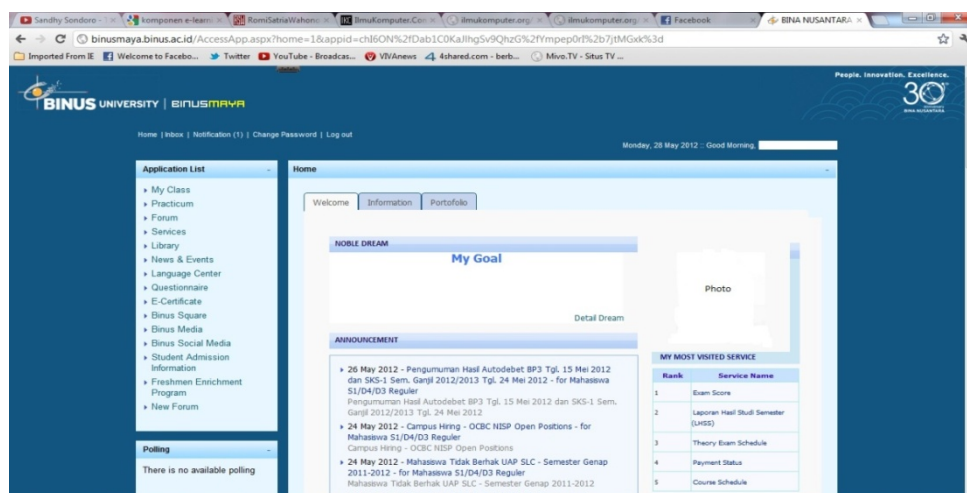 Sandhy Sondoro -
komponen e-learn
RomiSatriaWahono
IlmuKomputer.Com
ilmukomputer.org
ilmukomputer.org
Facebook
BINA NUSANTARA
binusmaya.binus.ac.id/AccessApp.aspx?
Imported From IE
Welcome to Facebo...
Twitter
YouTube - Broadcas...
VIVAnews
4shared.com - berb...
Mivo.TV - Situs TV ...
People. Innovation. Excellence.
30
BINA NUSANTARA
BINUS UNIVERSITY | BINUSMAYA
Home | Inbox | Notification (1) | Change Password | Log out
Monday, 28 May 2012 :: Good Morning,
Application List
My Class
Practicum
Forum
Services
Library
News & Events
Language Center
Questionnaire
E-Certificate
Binus Square
Binus Media
Binus Social Media
Student Admission
Information
Freshmen Enrichment
Program
New Forum
Polling
There is no available polling
Home
Welcome
Information
Portofolio
NOBLE DREAM
My Goal
Detail Dream
ANNOUNCEMENT
26 May 2012 - Pengumuman Hasil Autodebet BP3 Tgl. 15 Mei 2012
dan SKS-1 Sem. Ganjil 2012/2013 Tgl. 24 Mei 2012 - for Mahasiswa
S1/D4/D3 Reguler
Pengumuman Hasil Autodebet BP3 Tgl. 15 Mei 2012 dan SKS-1 Sem.
Ganjil 2012/2013 Tgl. 24 Mei 2012
24 May 2012 - Campus Hiring - OCBC NISP Open Positions - for
Mahasiswa S1/D4/D3 Reguler
Campus Hiring - OCBC NISP Open Positions
24 May 2012 - Mahasiswa Tidak Berhak UAP SLC - Semester Genap
2011-2012 - for Mahasiswa S1/D4/D3 Reguler
Mahasiswa Tidak Berhak UAP SLC - Semester Genap 2011-2012
Photo
MY MOST VISITED SERVICE
Rank Service Name
1 Exam Score
2 Laporan Hasil Studi Semester
(LHSS)
3 Theory Exam Schedule
4 Payment Status
5 Course Schedule